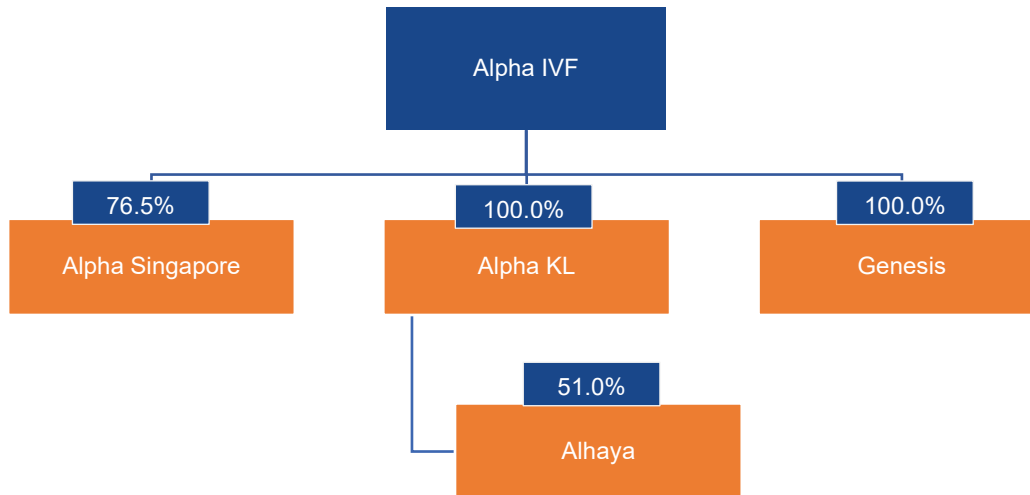 Alpha IVF
76.5%
100.0%
100.0%
Alpha Singapore
Alpha KL
Genesis
51.0%
Alhaya